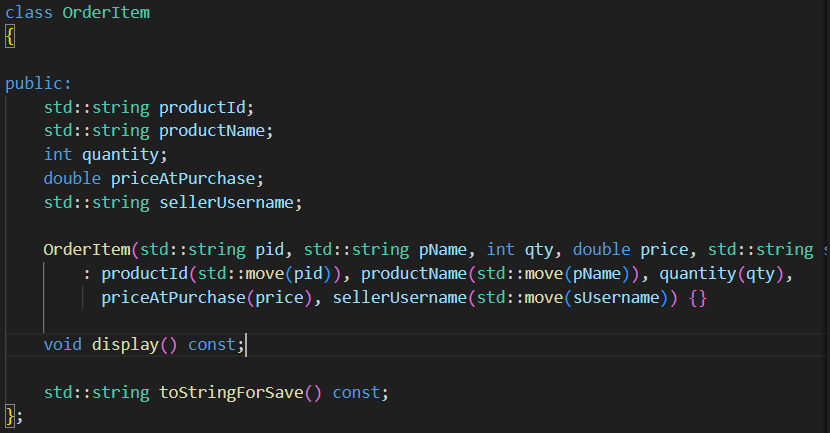 class OrderItem
{
public:
std::string productId;
std::string productName;
int quantity;
double priceAtPurchase;
std::string sellerUsername;
OrderItem(std::string pid, std::string pName, int qty, double price, std::string
: productId(std::move(pid)), productName(std::move(pName)), quantity(qty),
priceAtPurchase(price), sellerUsername(std::move(sUsername)) {}
void display() const;
std::string toStringForSave() const;
};